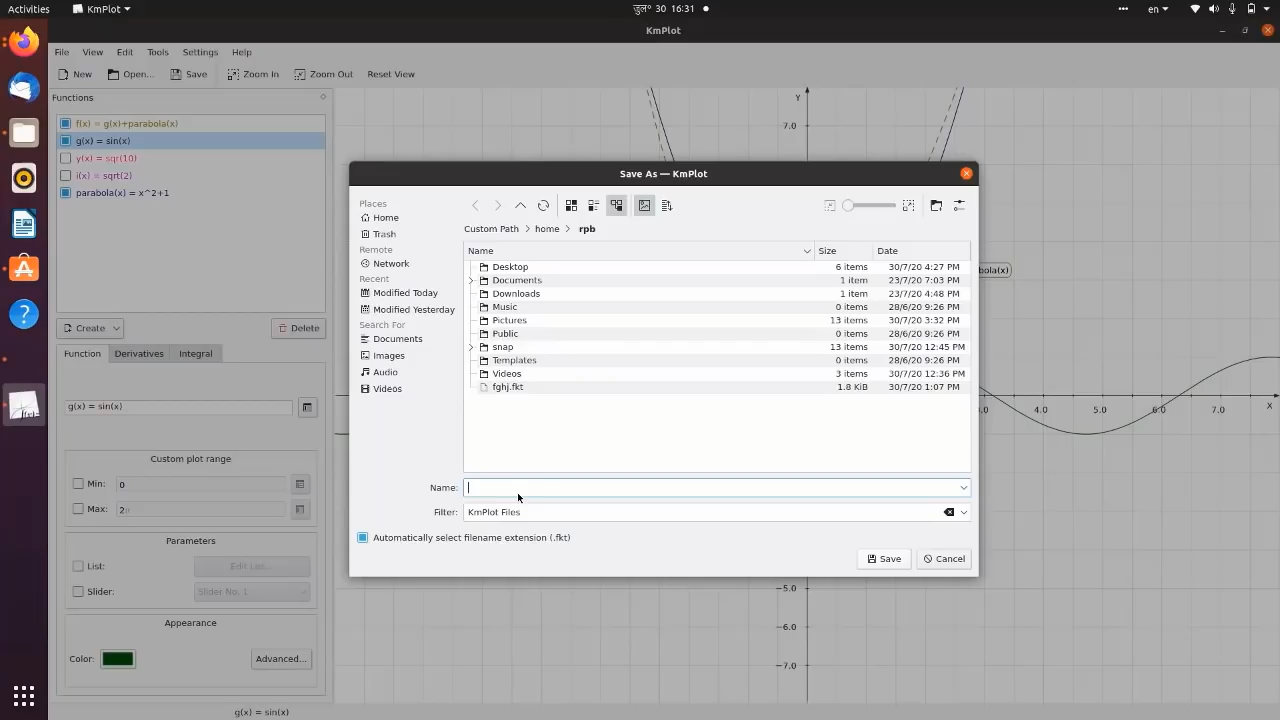 Activities KmPlot जुल॰ 30 16:31 en
KmPlot
File View Edit Tools Settings Help
New Open... Save Zoom In Zoom Out Reset View
Functions
f(x) = g(x)+parabola(x)
g(x) = sin(x)
y(x) = sqr(10)
i(x) = sqrt(2)
parabola(x) = x^2+1
Create Delete
Function Derivatives Integral
g(x) = sin(x)
Custom plot range
Min: 0
Max: 2π
Parameters
List: Edit List...
Slider: Slider No. 1
Appearance
Color: Advanced...
g(x) = sin(x)
Y
7.0
bola(x)
.0 4.0 5.0 6.0 7.0 X
−5.0
−6.0
−7.0
Save As — KmPlot
Places
Home
Trash
Remote
Network
Recent
Modified Today
Modified Yesterday
Search For
Documents
Images
Audio
Videos
Custom Path > home > rpb
Name Size Date
Desktop 6 items 30/7/20 4:27 PM
Documents 1 item 23/7/20 7:03 PM
Downloads 1 item 23/7/20 4:48 PM
Music 0 items 28/6/20 9:26 PM
Pictures 13 items 30/7/20 3:32 PM
Public 0 items 28/6/20 9:26 PM
snap 13 items 30/7/20 12:45 PM
Templates 0 items 28/6/20 9:26 PM
Videos 3 items 30/7/20 12:36 PM
fghj.fkt 1.8 KiB 30/7/20 1:07 PM
Name:
Filter: KmPlot Files
Automatically select filename extension (.fkt)
Save Cancel